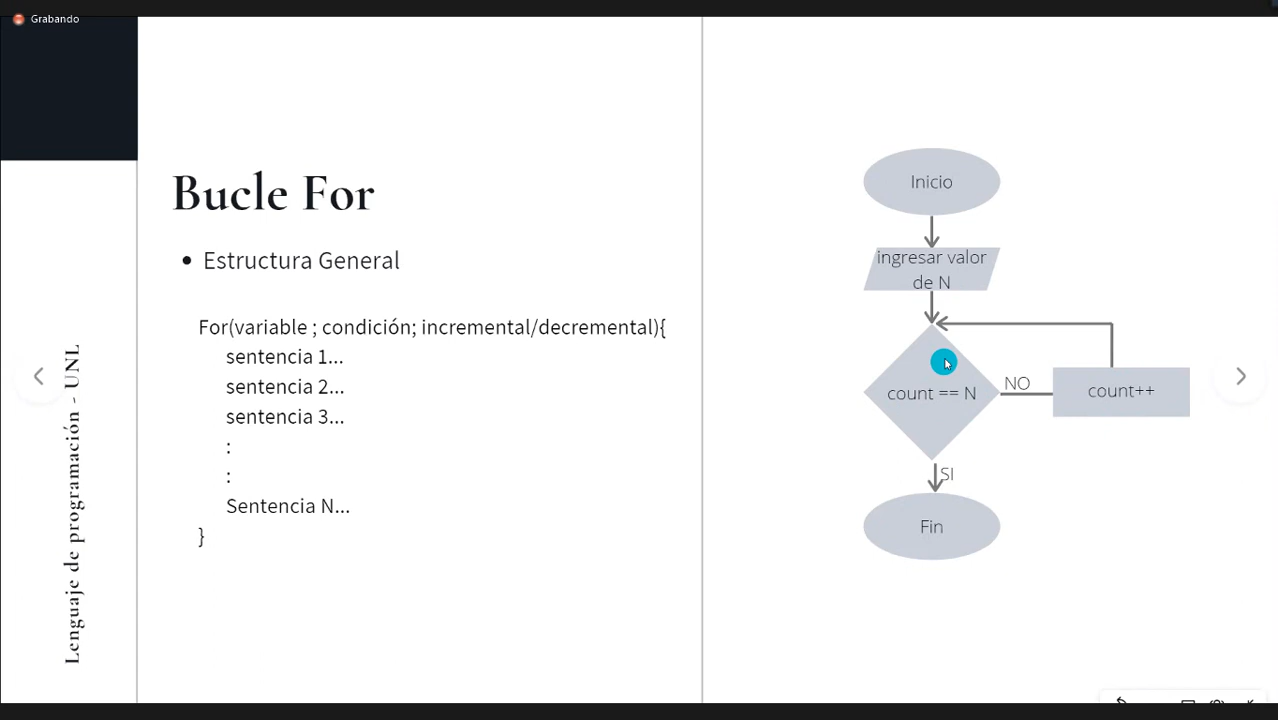 Grabando
Lenguaje de programación - UNL
Bucle For
• Estructura General
For(variable ; condición; incremental/decremental){
sentencia 1...
sentencia 2...
sentencia 3...
:
:
Sentencia N...
}
Inicio
ingresar valor
de N
count == N
NO
count++
SI
Fin